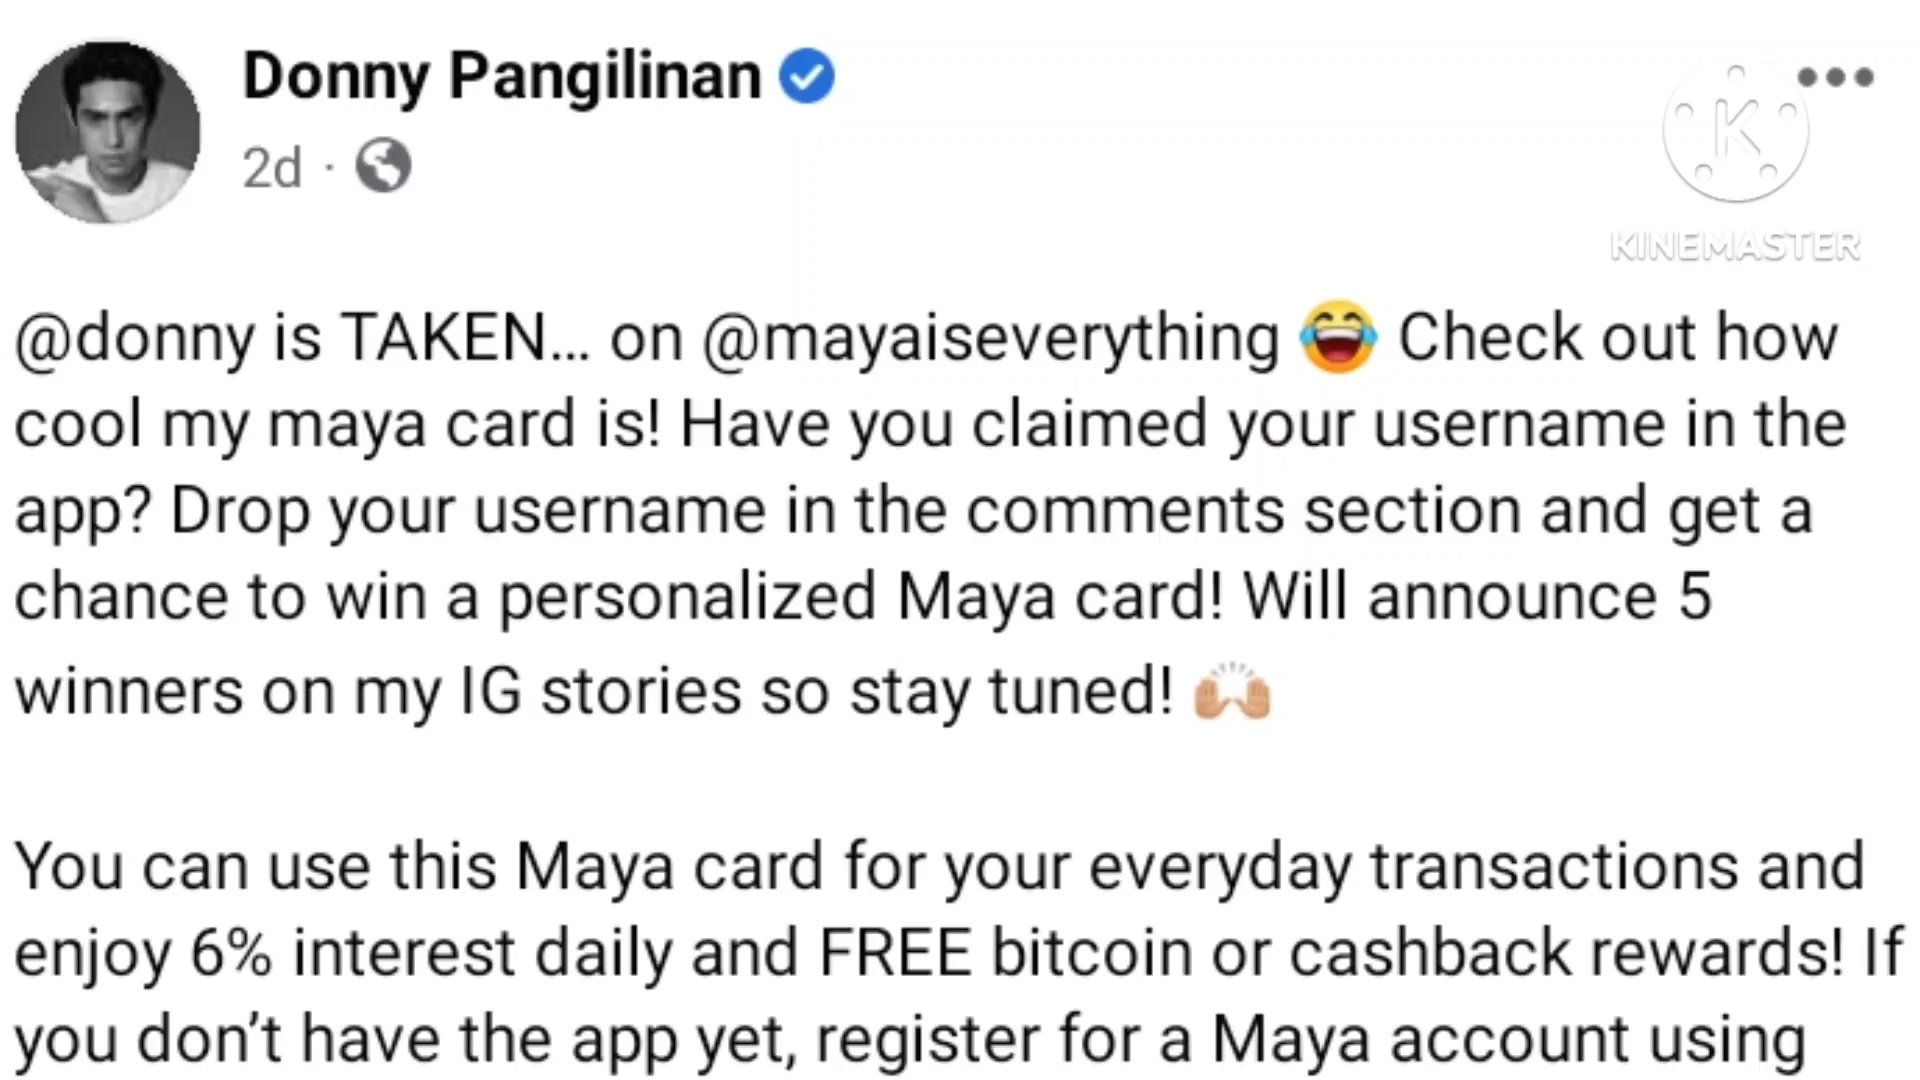 Donny Pangilinan
2d ·
K
KINEMASTER
@donny is TAKEN... on @mayaiseverything 😂 Check out how
cool my maya card is! Have you claimed your username in the
app? Drop your username in the comments section and get a
chance to win a personalized Maya card! Will announce 5
winners on my IG stories so stay tuned! 🙌🏼
You can use this Maya card for your everyday transactions and
enjoy 6% interest daily and FREE bitcoin or cashback rewards! If
you don’t have the app yet, register for a Maya account using